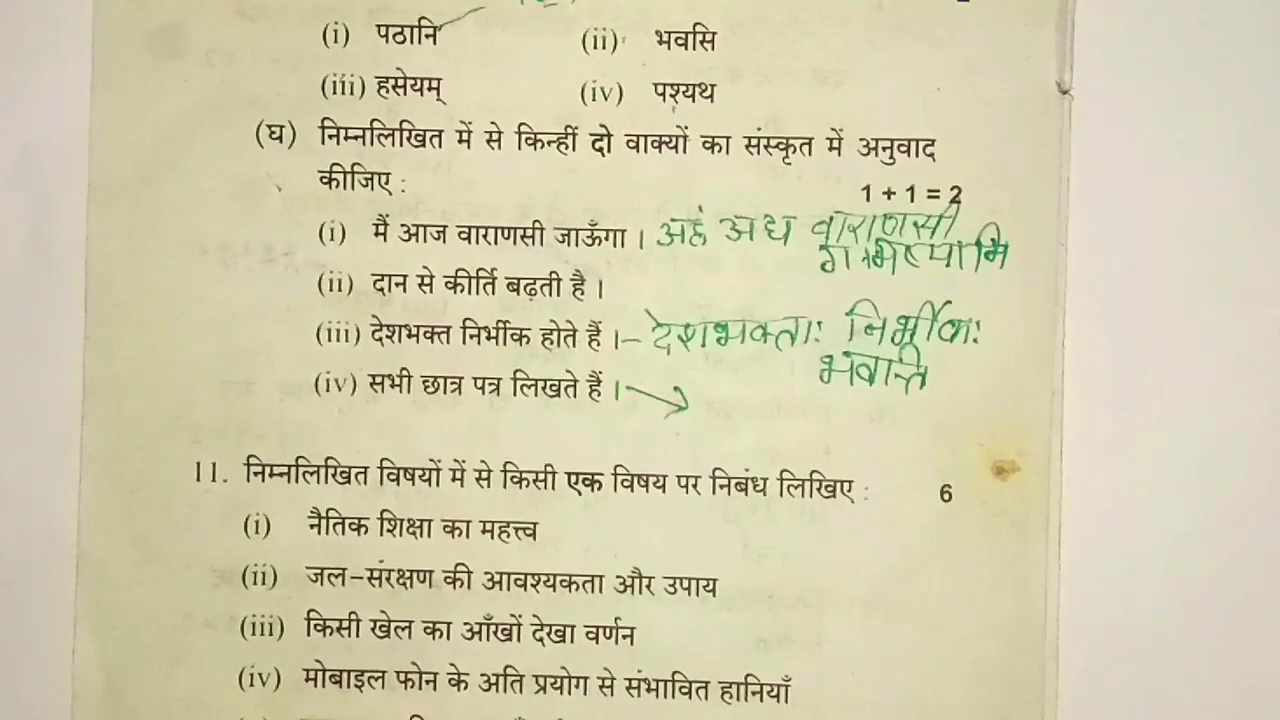 (i) पठानि (ii) भवसि
(iii) हसेयम् (iv) पश्यथ
(घ) निम्नलिखित में से किन्हीं दो वाक्यों का संस्कृत में अनुवाद
कीजिए :
1 + 1 = 2
(i) मैं आज वाराणसी जाऊँगा । अहं अद्य वाराणसी
गमिष्यामि
(ii) दान से कीर्ति बढ़ती है ।
(iii) देशभक्त निर्भीक होते हैं ।– देशभक्ताः निर्भीकाः
भवान्ति
(iv) सभी छात्र पत्र लिखते हैं ।
11. निम्नलिखित विषयों में से किसी एक विषय पर निबंध लिखिए : 6
(i) नैतिक शिक्षा का महत्त्व
(ii) जल-संरक्षण की आवश्यकता और उपाय
(iii) किसी खेल का आँखों देखा वर्णन
(iv) मोबाइल फोन के अति प्रयोग से संभावित हानियाँ